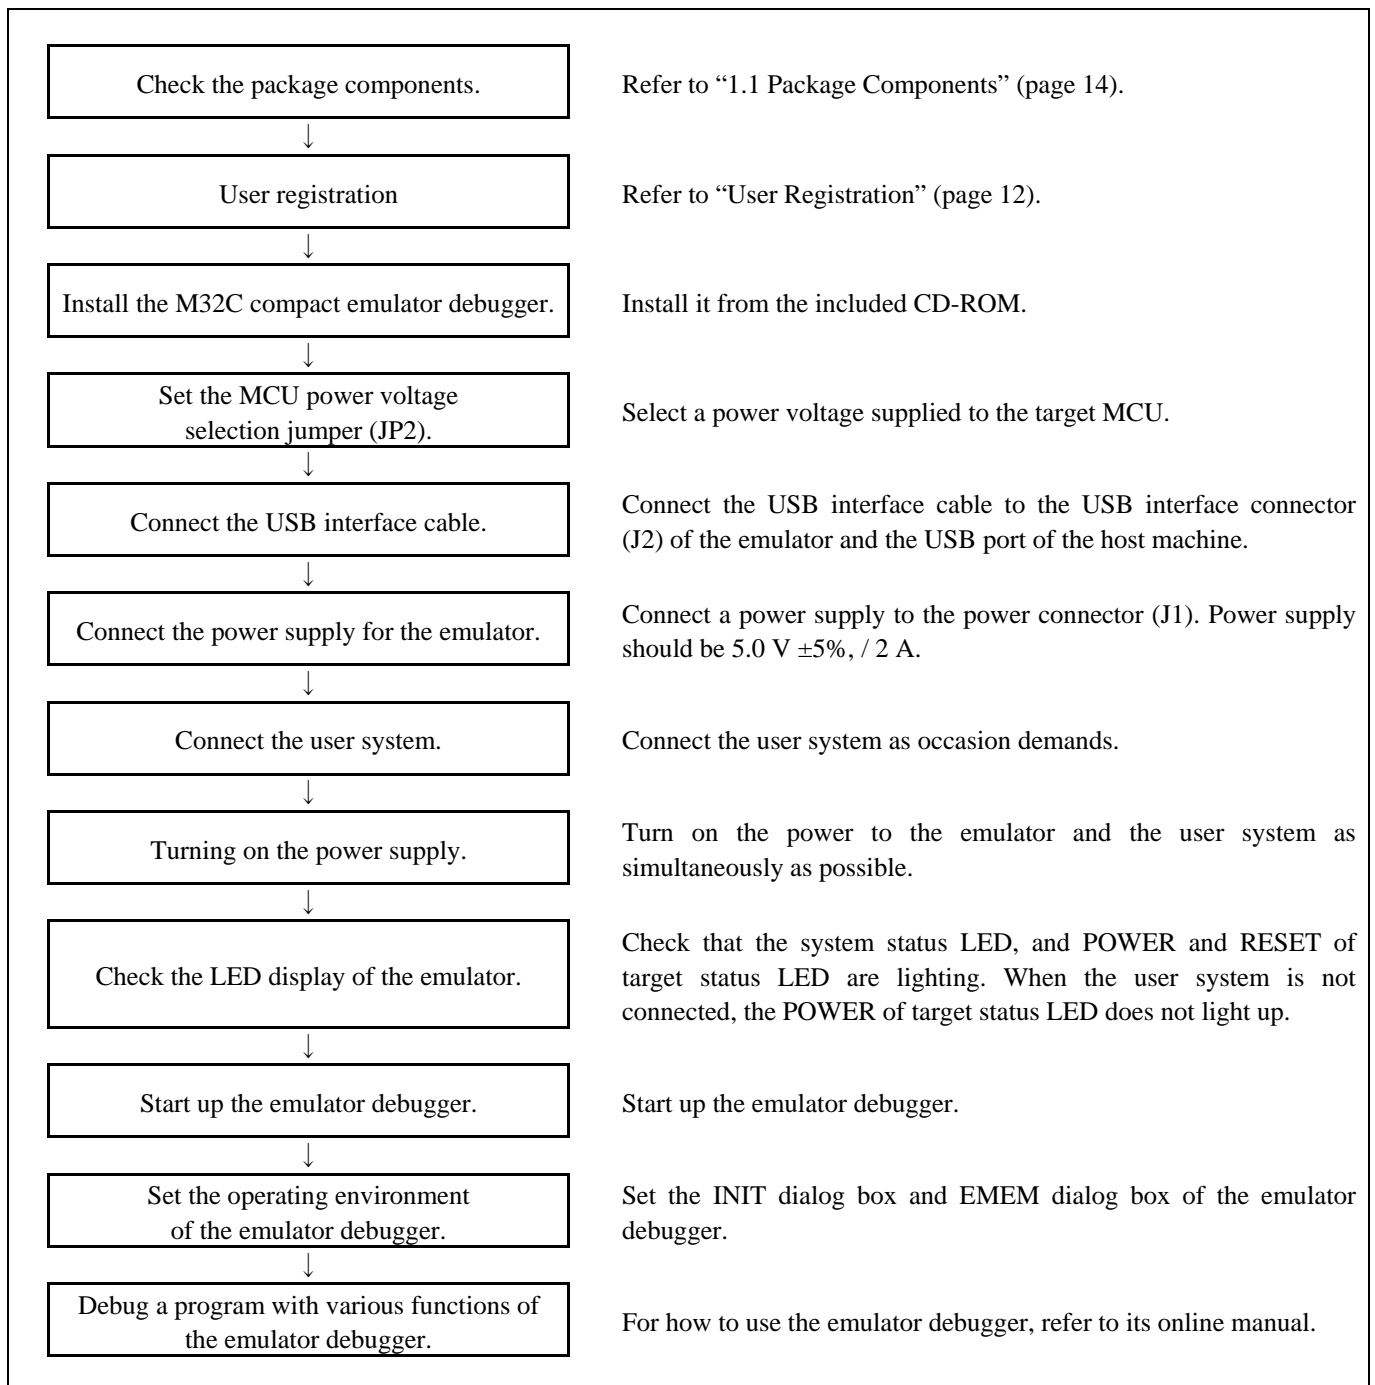 Check the package components.
Refer to “1.1 Package Components” (page 14).
↓
User registration
Refer to “User Registration” (page 12).
↓
Install the M32C compact emulator debugger.
Install it from the included CD-ROM.
↓
Set the MCU power voltage
selection jumper (JP2).
Select a power voltage supplied to the target MCU.
↓
Connect the USB interface cable.
Connect the USB interface cable to the USB interface connector
(J2) of the emulator and the USB port of the host machine.
↓
Connect the power supply for the emulator.
Connect a power supply to the power connector (J1). Power supply
should be 5.0 V ±5%, / 2 A.
↓
Connect the user system.
Connect the user system as occasion demands.
↓
Turning on the power supply.
Turn on the power to the emulator and the user system as
simultaneously as possible.
↓
Check the LED display of the emulator.
Check that the system status LED, and POWER and RESET of
target status LED are lighting. When the user system is not
connected, the POWER of target status LED does not light up.
↓
Start up the emulator debugger.
Start up the emulator debugger.
↓
Set the operating environment
of the emulator debugger.
Set the INIT dialog box and EMEM dialog box of the emulator
debugger.
↓
Debug a program with various functions of
the emulator debugger.
For how to use the emulator debugger, refer to its online manual.